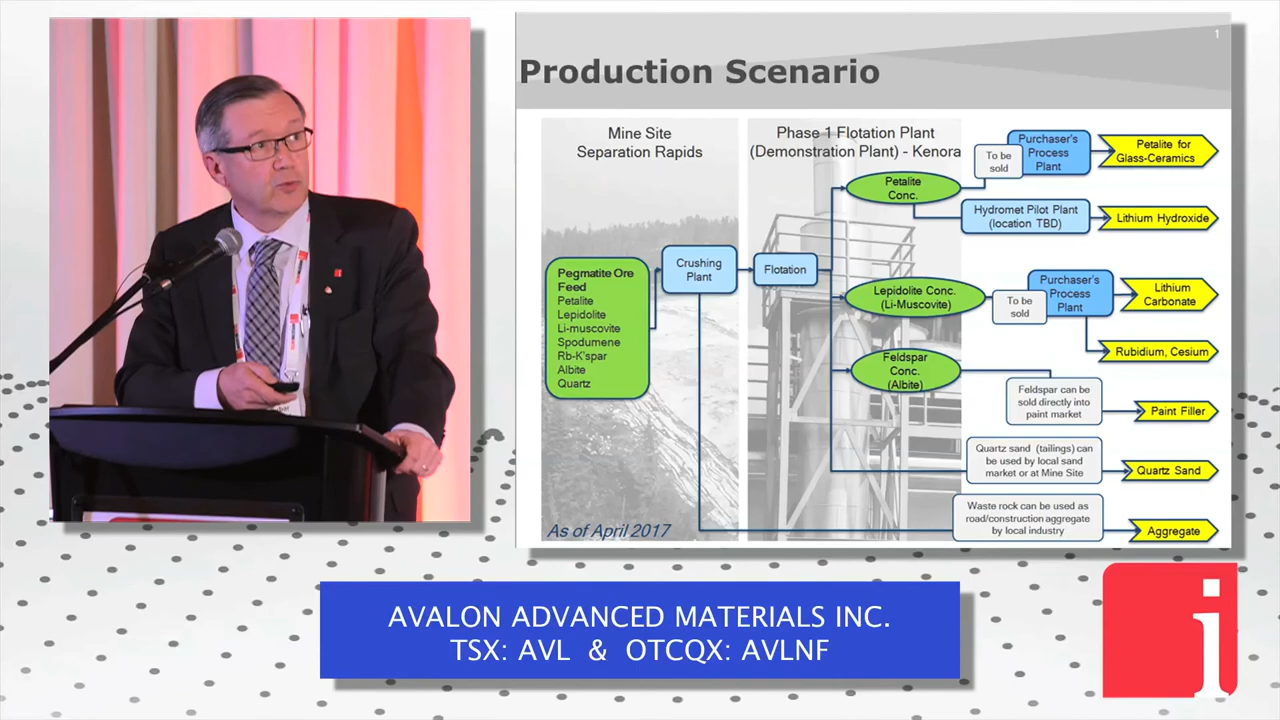 1
Production Scenario
Mine Site
Separation Rapids
Phase 1 Flotation Plant
(Demonstration Plant) - Kenora
Pegmatite Ore
Feed
Petalite
Lepidolite
Li-muscovite
Spodumene
Rb-K'spar
Albite
Quartz
Crushing
Plant
Flotation
Petalite
Conc.
To be
sold
Purchaser's
Process
Plant
Petalite for
Glass-Ceramics
Hydromet Pilot Plant
(location TBD)
Lithium Hydroxide
Lepidolite Conc.
(Li-Muscovite)
To be
sold
Purchaser's
Process
Plant
Lithium
Carbonate
Rubidium, Cesium
Feldspar
Conc.
(Albite)
Feldspar can be
sold directly into
paint market
Paint Filler
Quartz sand (tailings) can
be used by local sand
market or at Mine Site
Quartz Sand
Waste rock can be used as
road/construction aggregate
by local industry
Aggregate
As of April 2017
AVALON ADVANCED MATERIALS INC.
TSX: AVL & OTCQX: AVLNF
i